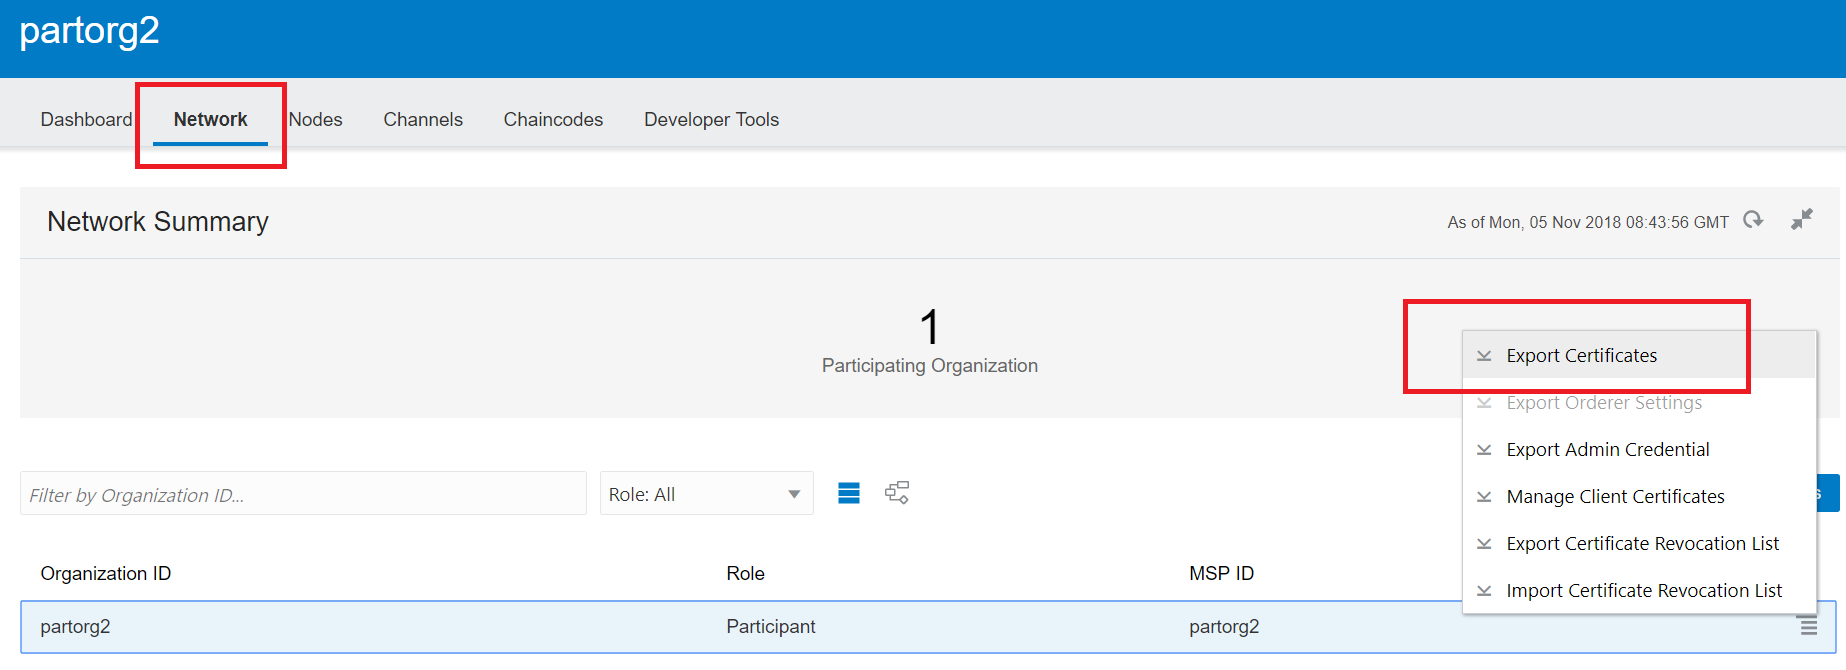 partorg2
Dashboard Network Nodes Channels Chaincodes Developer Tools
Network Summary As of Mon, 05 Nov 2018 08:43:56 GMT
1
Participating Organization
Export Certificates
Export Orderer Settings
Export Admin Credential
Manage Client Certificates
Export Certificate Revocation List
Import Certificate Revocation List
Filter by Organization ID... Role: All
Organization ID Role MSP ID
partorg2 Participant partorg2